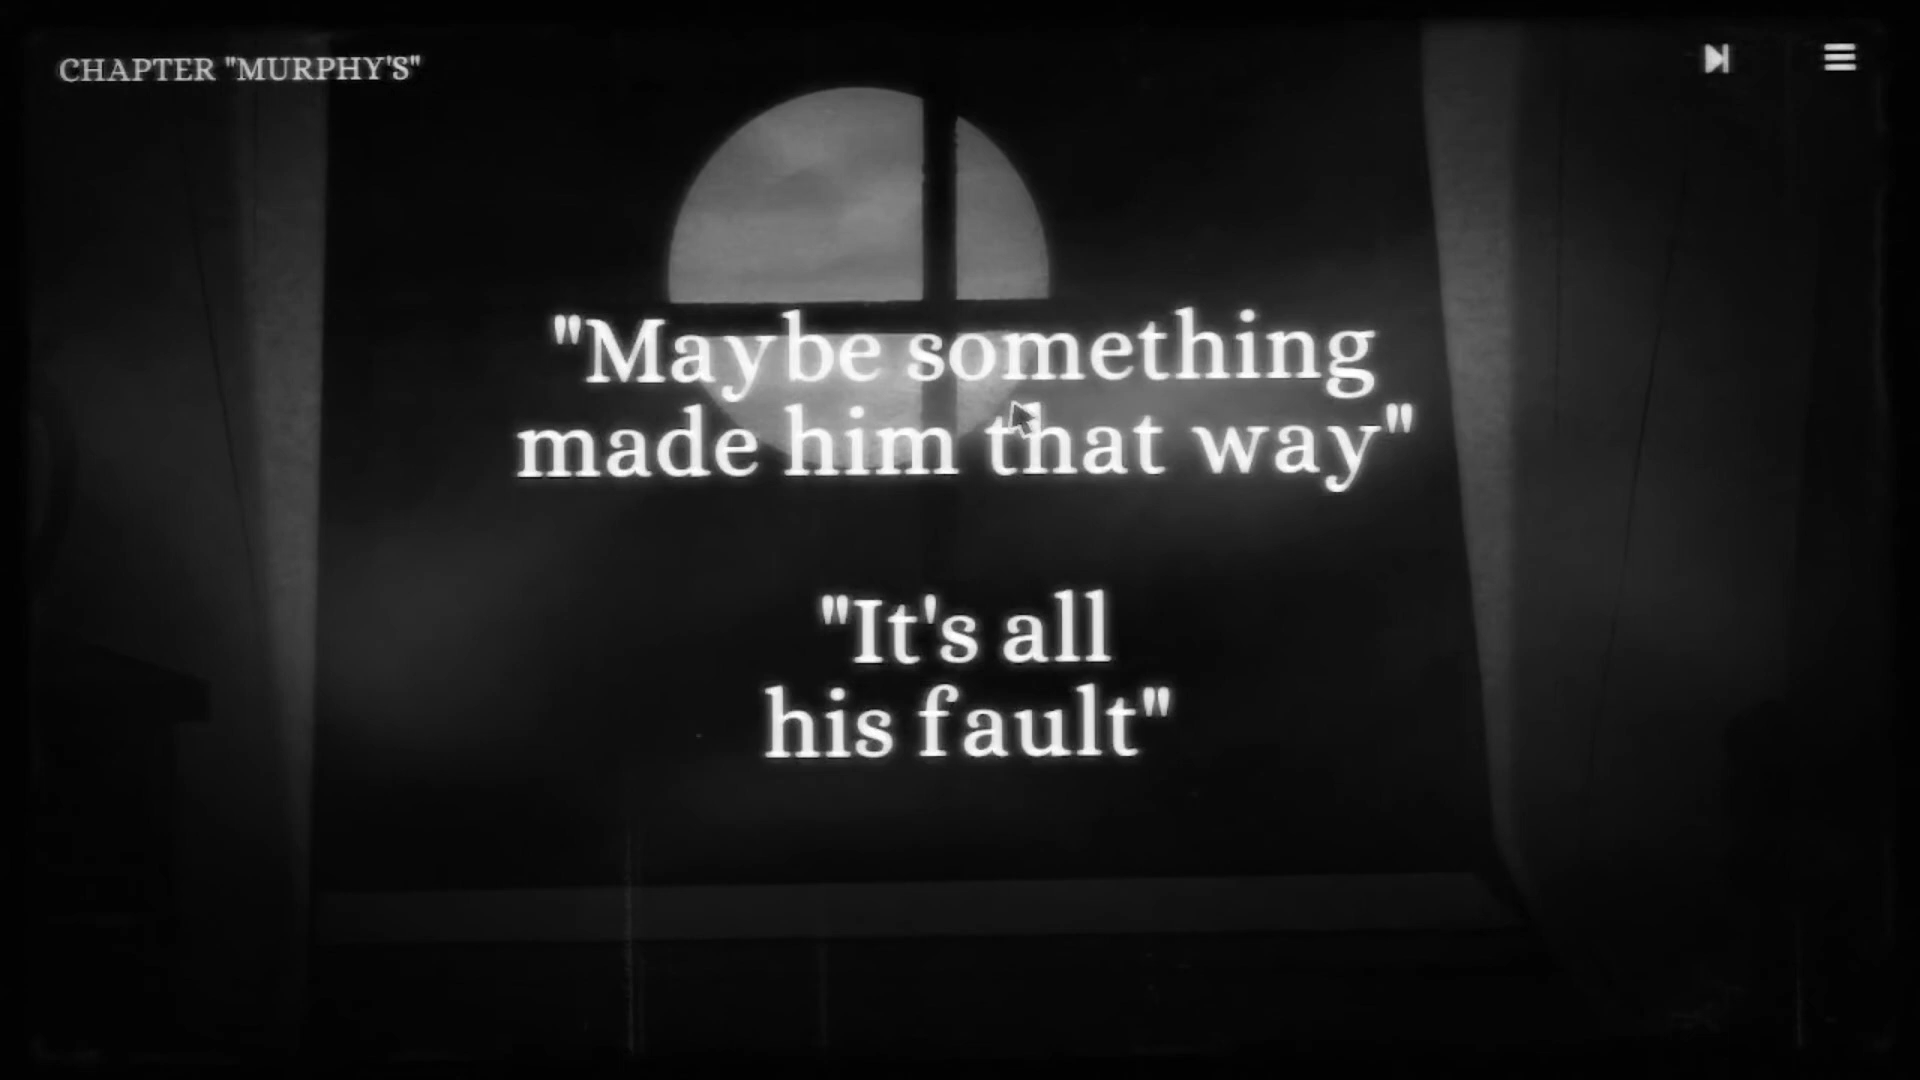 CHAPTER "MURPHY'S"
"Maybe something
made him that way"
"It's all
his fault"